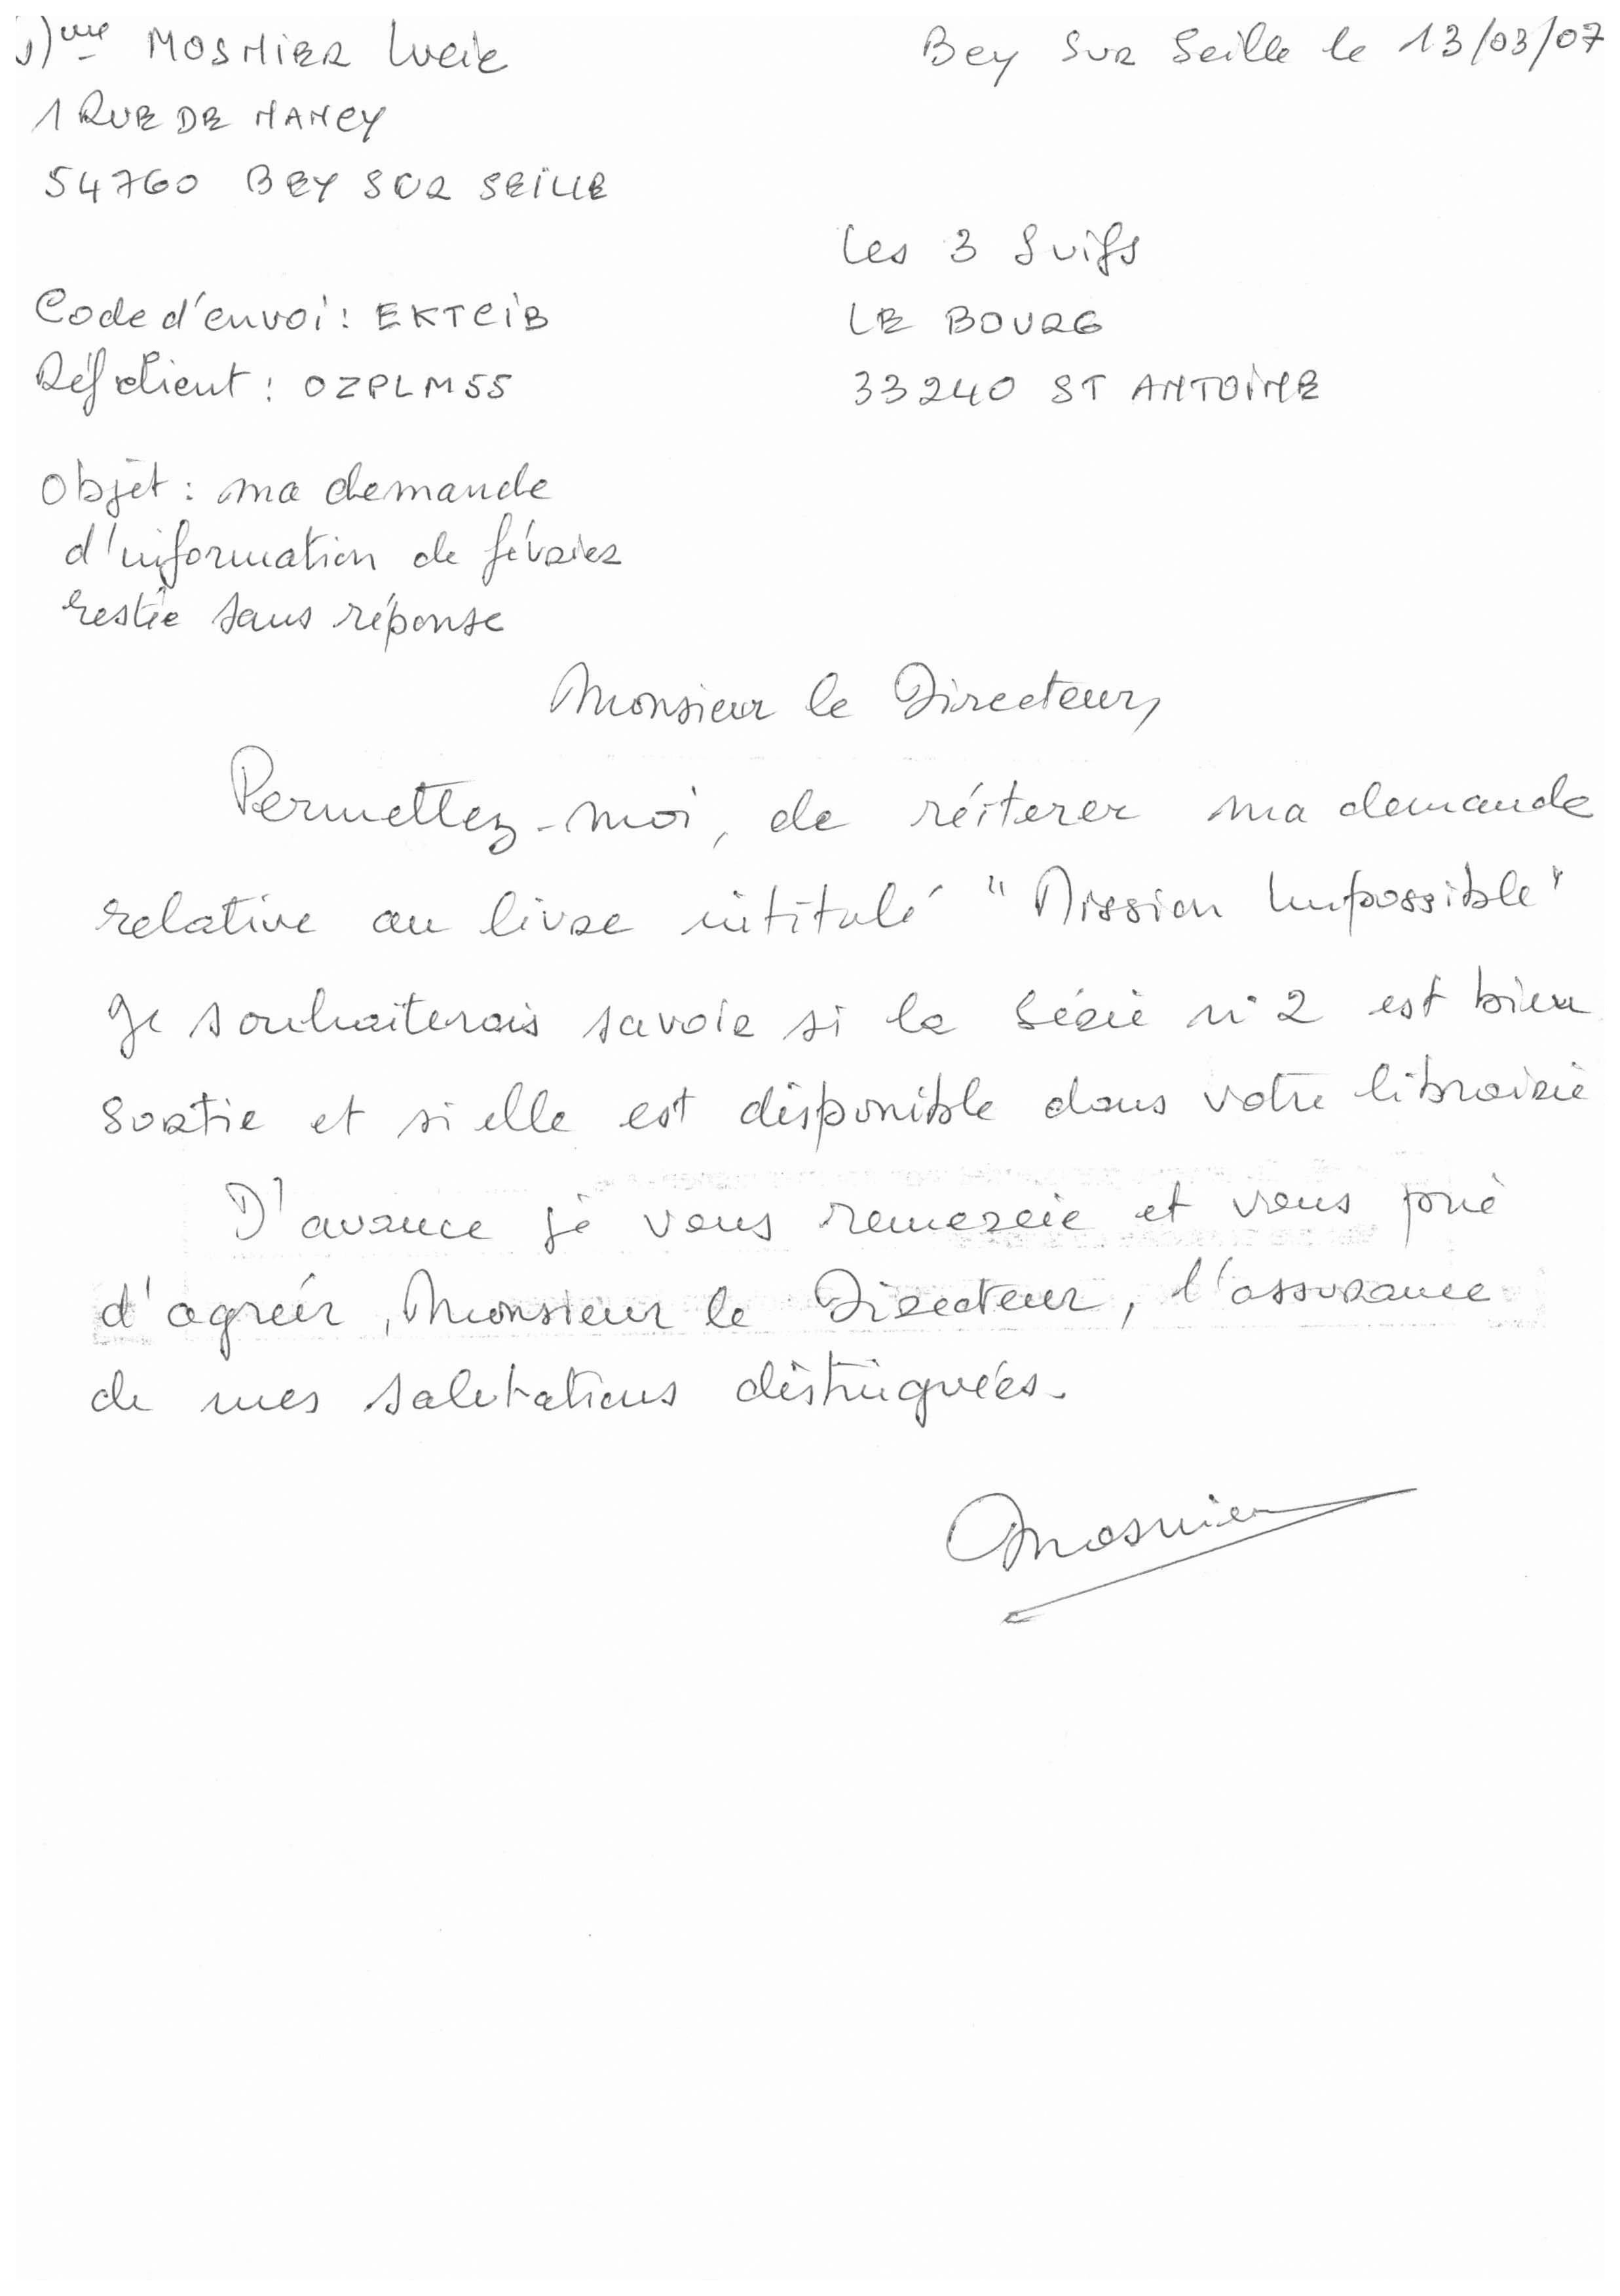 Mme MOSNIER Lucie
Bey Sur Seille le 13/03/07
1 RUE DE NANCY
54760 BEY SUR SEILLE
Les 3 Suifs
LE BOURG
33240 ST ANTOINE
Code d'envoi : EKTCIB
Réf client : OZPLM55
Objet : ma demande
d'information de février
restée sans réponse
Monsieur le Directeur,
Permettez-moi, de réiterer ma demande
relative au livre intitulé "Mission Impossible"
Je souhaiterais savoir si la série n°2 est bien
sortie et si elle est disponible dans votre librairie
D'avance je vous remercie et vous prie
d'agréer, Monsieur le Directeur, l'assurance
de mes salutations distinguées.
Mosnier